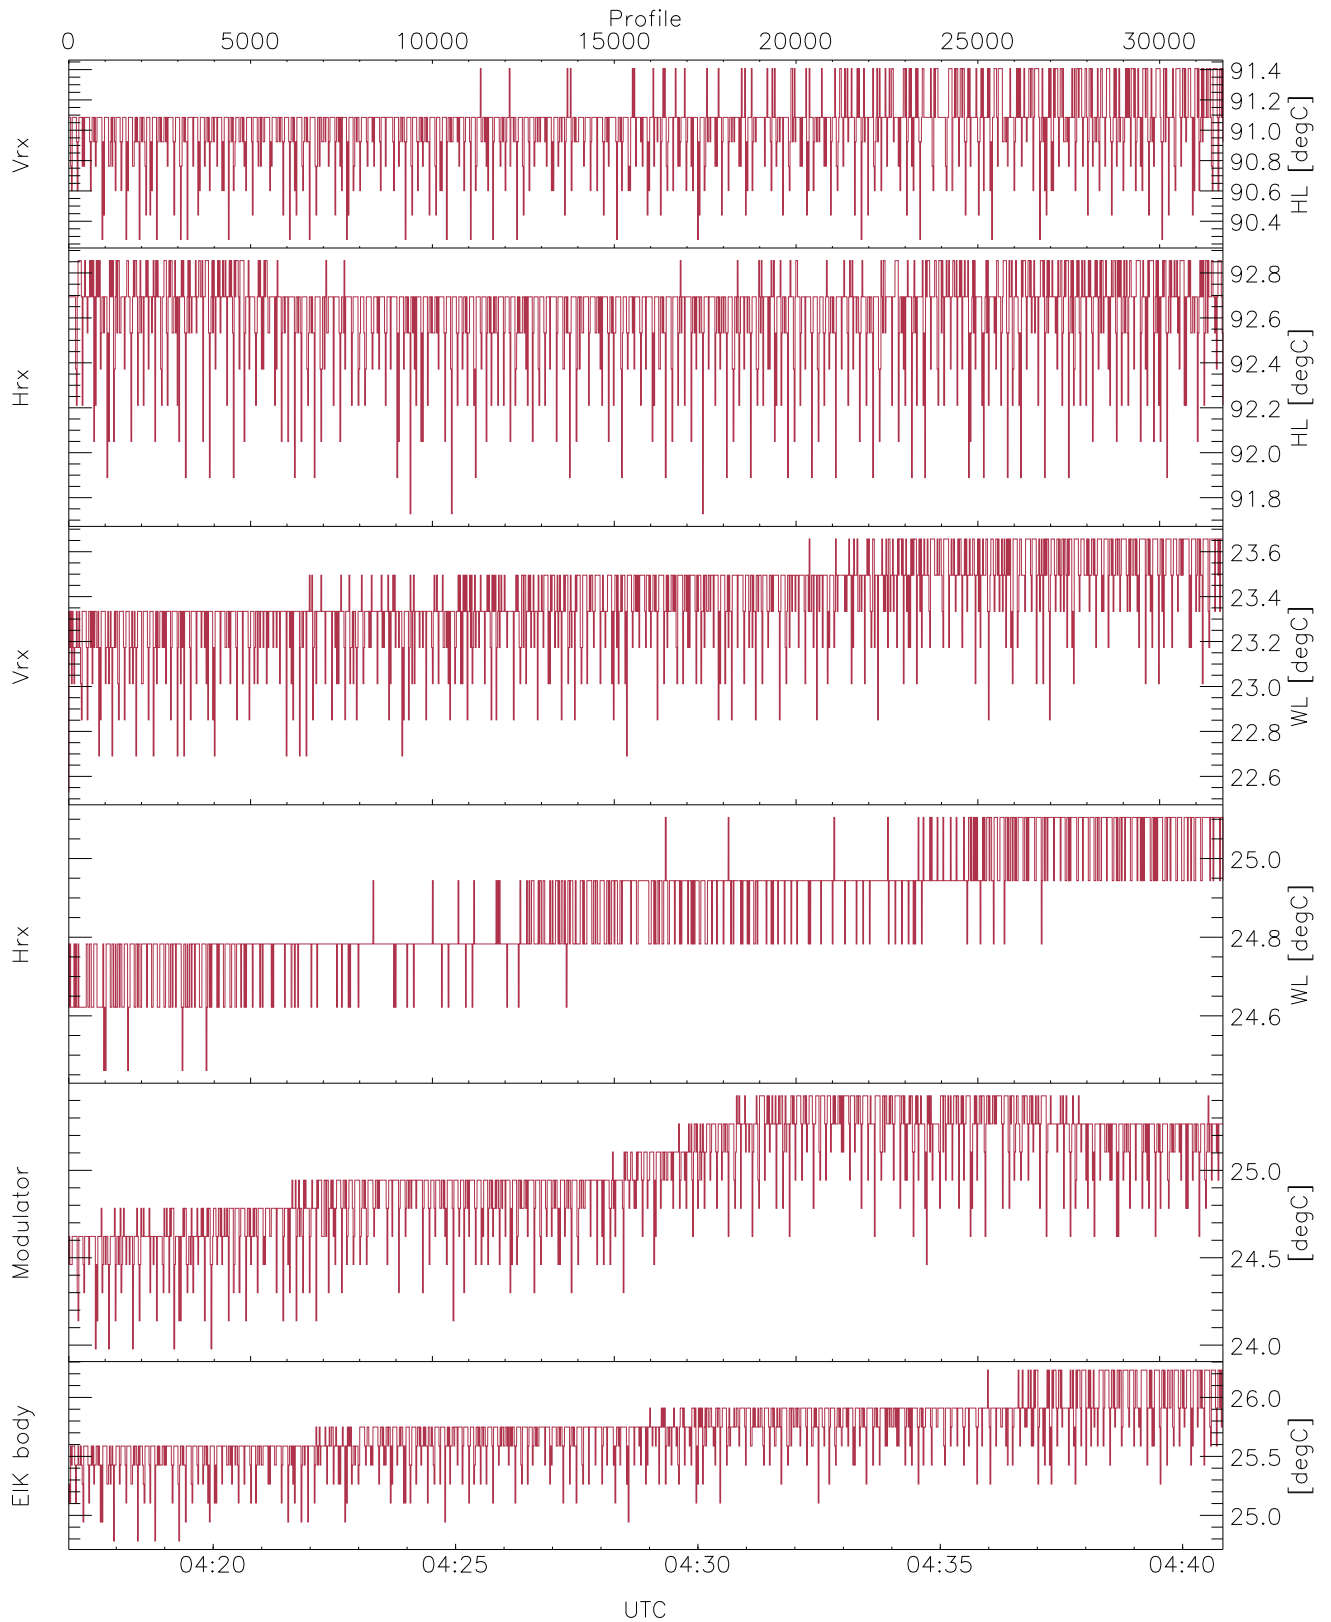 Profile
0 5000 10000 15000 20000 25000 30000
Vrx
91.4
91.2
91.0
90.8
90.6
90.4
HL [degC]
Hrx
92.8
92.6
92.4
92.2
92.0
91.8
HL [degC]
Vrx
23.6
23.4
23.2
23.0
22.8
22.6
WL [degC]
Hrx
25.0
24.8
24.6
WL [degC]
Modulator
25.0
24.5
24.0
[degC]
EIK body
26.0
25.5
25.0
[degC]
04:20 04:25 04:30 04:35 04:40
UTC